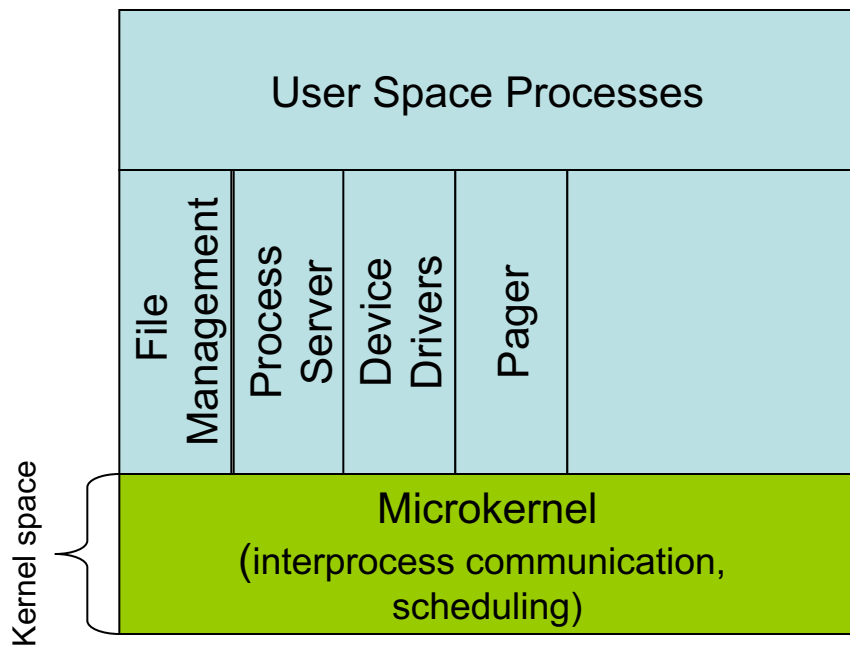 User Space Processes
File
Management
Process
Server
Device
Drivers
Pager
Kernel space
Microkernel
(interprocess communication,
scheduling)